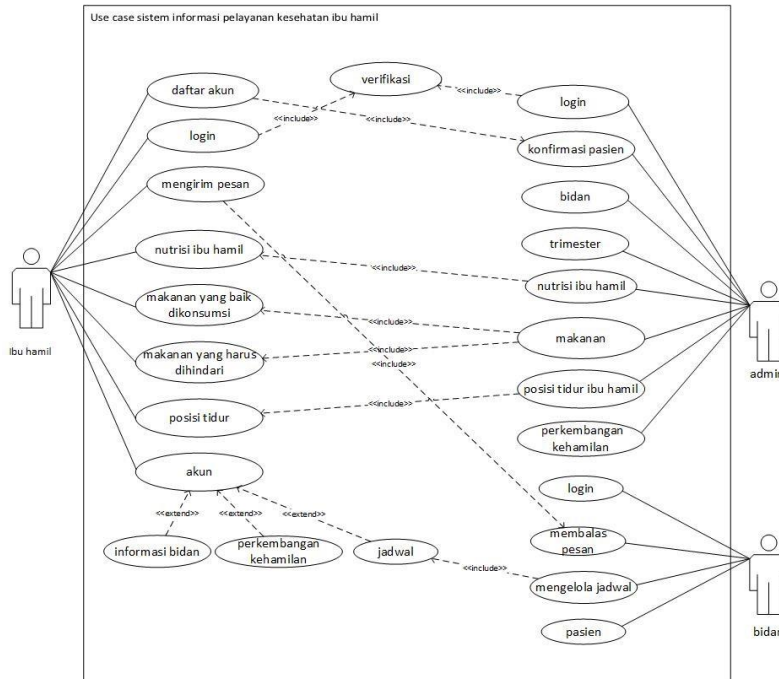 Use case sistem informasi pelayanan kesehatan ibu hamil
verifikasi
daftar akun
login
<<include>>
<<include>>
<<include>>
login
konfirmasi pasien
mengirim pesan
bidan
trimester
nutrisi ibu hamil
<<include>>
nutrisi ibu hamil
makanan yang baik
dikonsumsi
<<include>>
makanan
makanan yang harus
dihindari
<<include>>
<<include>>
posisi tidur ibu hamil
posisi tidur
<<include>>
perkembangan
kehamilan
akun
login
<<extend>>
<<extend>>
<<extend>>
informasi bidan
perkembangan
kehamilan
jadwal
membalas
pesan
<<include>>
mengelola jadwal
pasien
Ibu hamil
admin
bidan